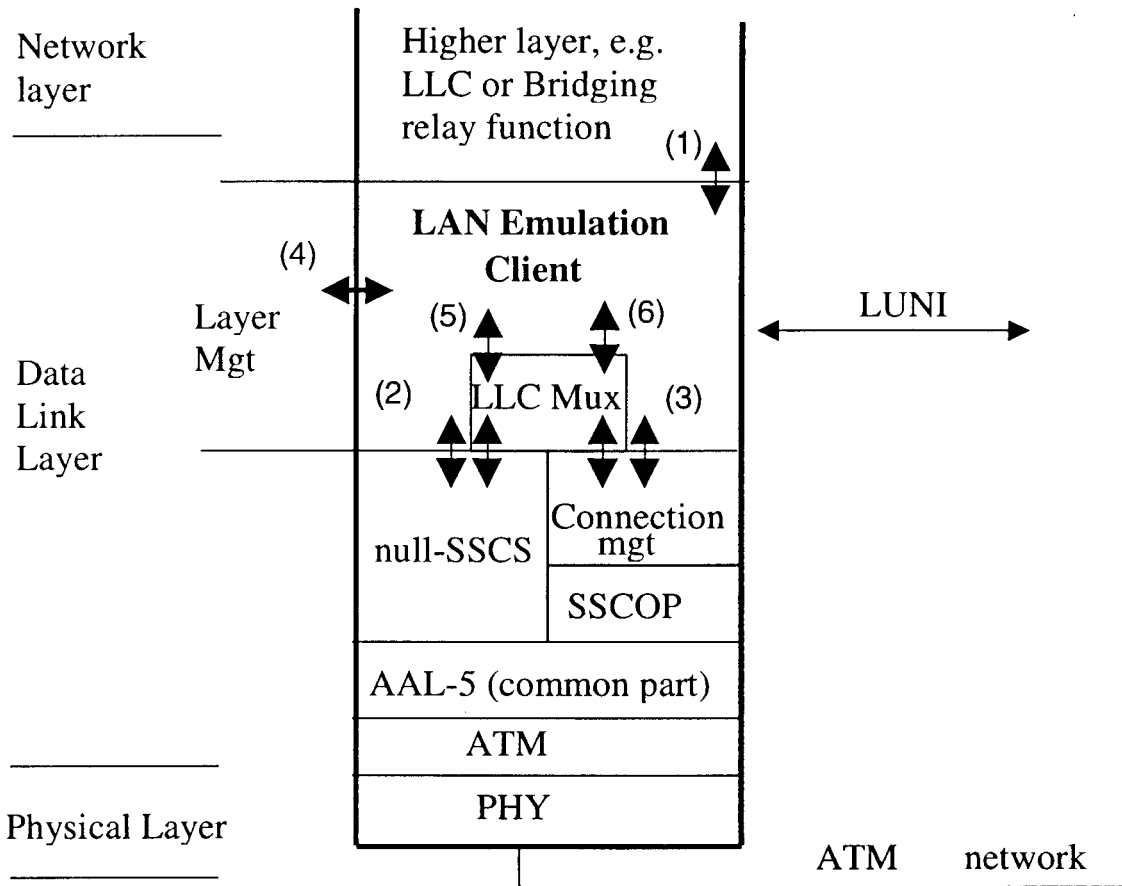 Network
layer
Higher layer, e.g.
LLC or Bridging
relay function
(1)
LAN Emulation
Client
(4)
(5)
(6)
LUNI
Layer
Mgt
Data
Link
Layer
(2)
LLC Mux
(3)
null-SSCS
Connection
mgt
SSCOP
AAL-5 (common part)
ATM
PHY
Physical Layer
ATM network